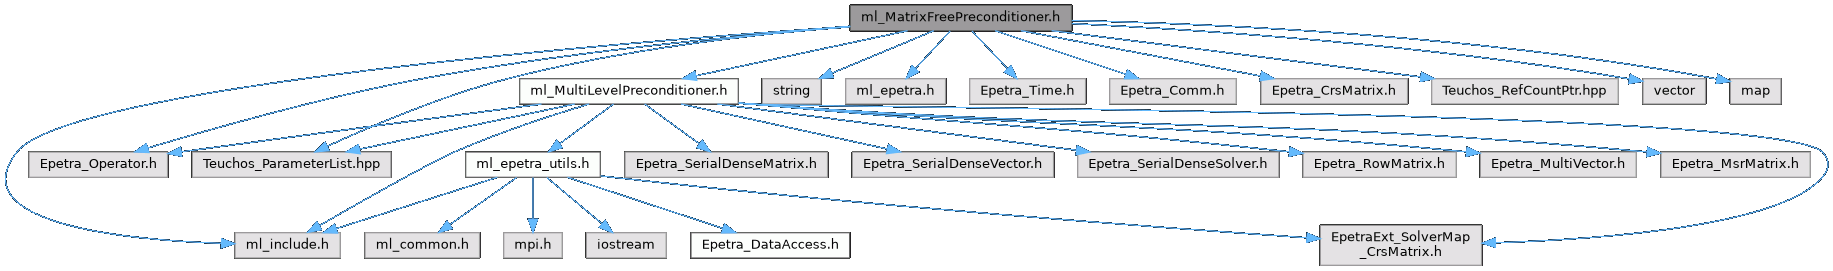 ml_MatrixFreePreconditioner.h
ml_MultiLevelPreconditioner.h
string
ml_epetra.h
Epetra_Time.h
Epetra_Comm.h
Epetra_CrsMatrix.h
Teuchos_RefCountPtr.hpp
vector
map
Epetra_Operator.h
Teuchos_ParameterList.hpp
ml_epetra_utils.h
Epetra_SerialDenseMatrix.h
Epetra_SerialDenseVector.h
Epetra_SerialDenseSolver.h
Epetra_RowMatrix.h
Epetra_MultiVector.h
Epetra_MsrMatrix.h
ml_include.h
ml_common.h
mpi.h
iostream
Epetra_DataAccess.h
EpetraExt_SolverMap
_CrsMatrix.h